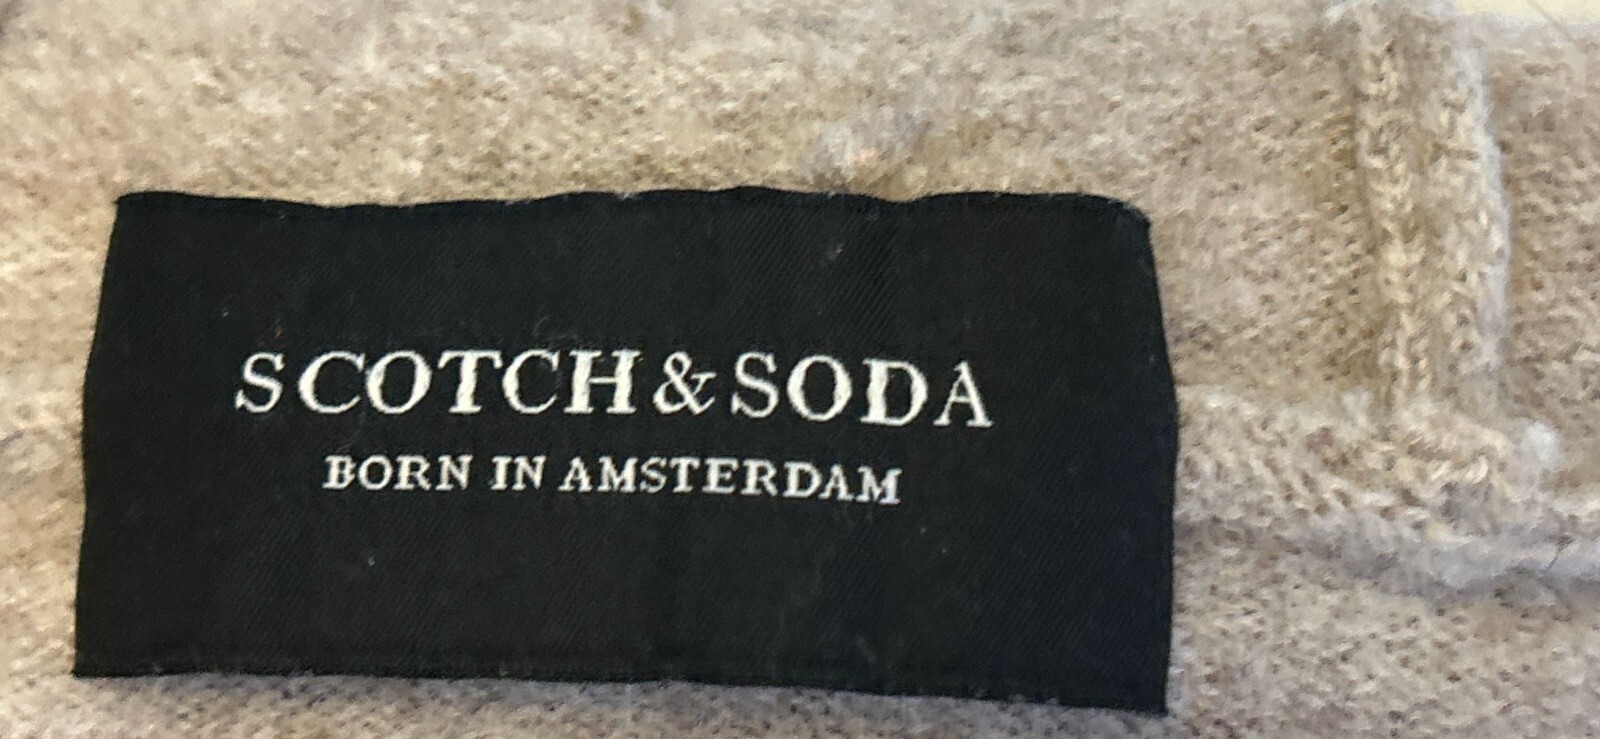 SCOTCH & SODA
BORN IN AMSTERDAM